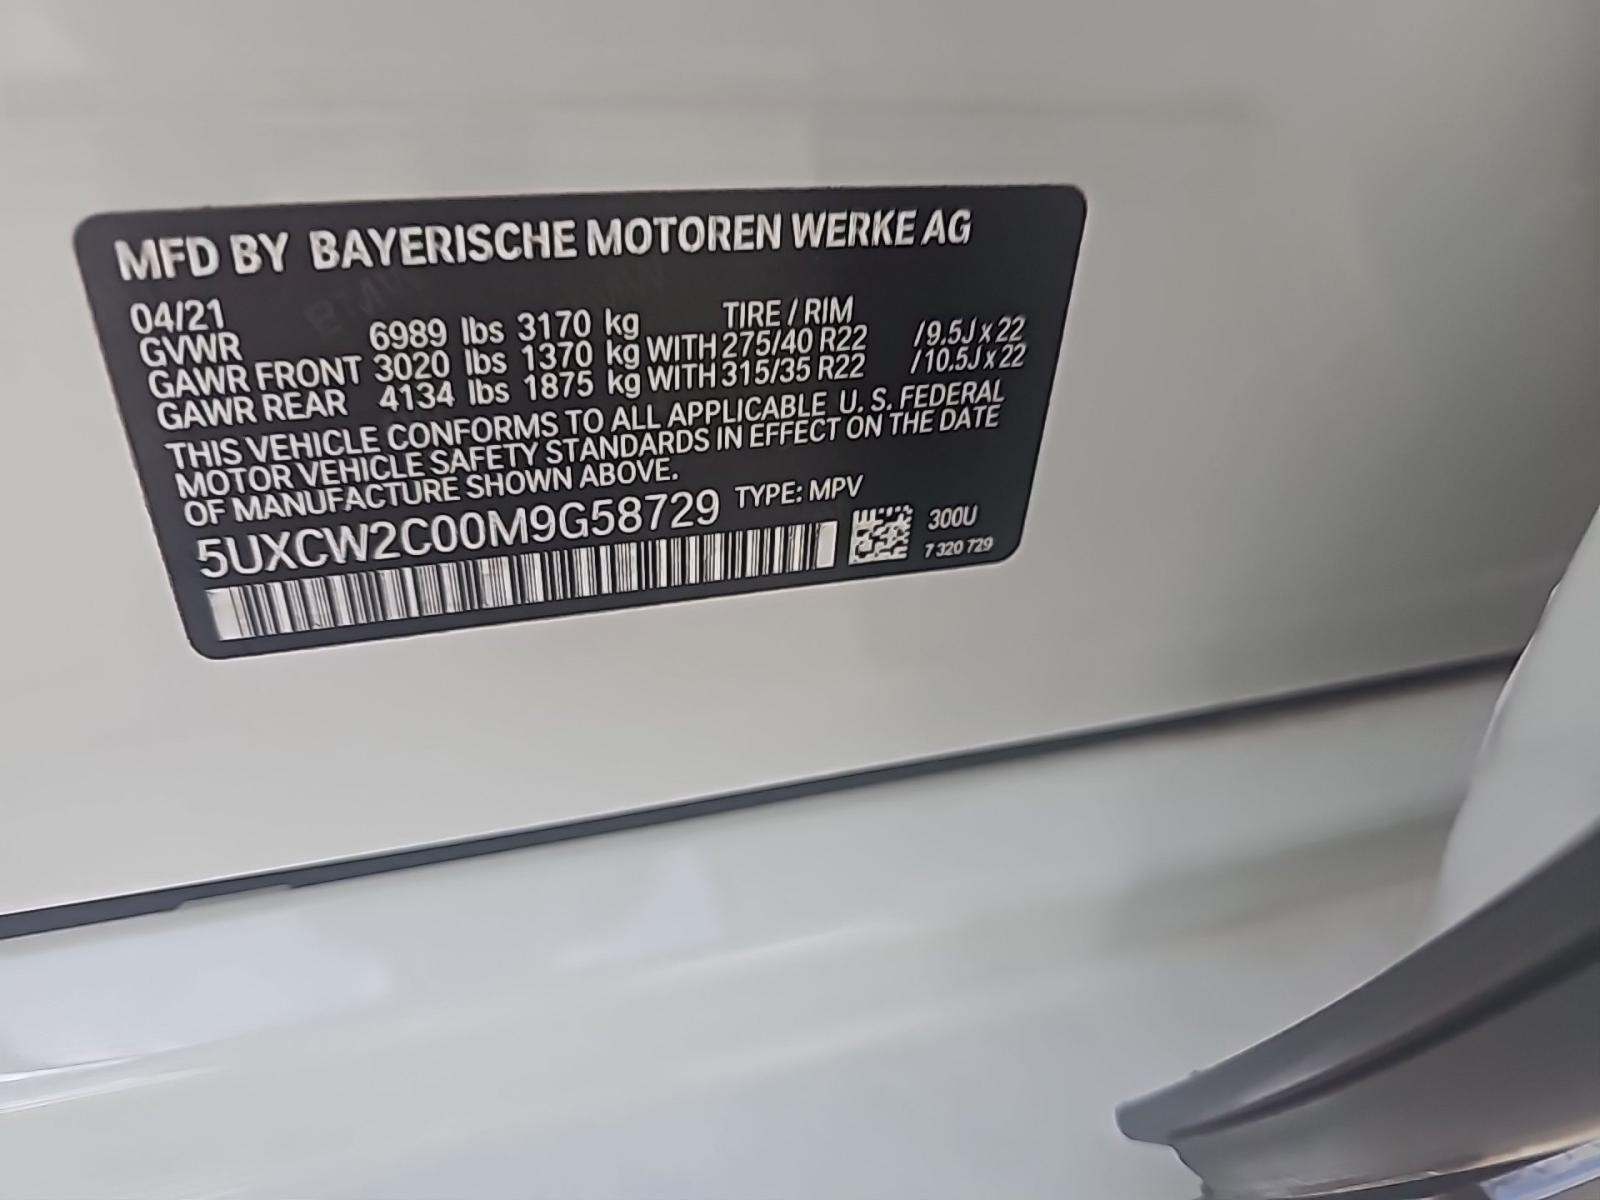 MFD BY BAYERISCHE MOTOREN WERKE AG
04/21 TIRE / RIM
GVWR 6989 lbs 3170 kg
GAWR FRONT 3020 lbs 1370 kg WITH 275/40 R22 /9.5J x 22
GAWR REAR 4134 lbs 1875 kg WITH 315/35 R22 /10.5J x 22
THIS VEHICLE CONFORMS TO ALL APPLICABLE U. S. FEDERAL
MOTOR VEHICLE SAFETY STANDARDS IN EFFECT ON THE DATE
OF MANUFACTURE SHOWN ABOVE.
5UXCW2C00M9G58729 TYPE: MPV
300U
7 320 729